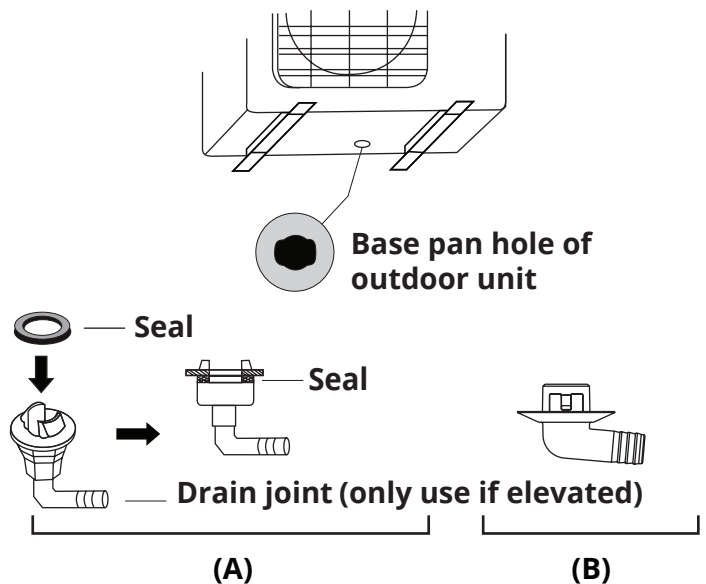 Base pan hole of
outdoor unit
Seal
Seal
Drain joint (only use if elevated)
(A)
(B)